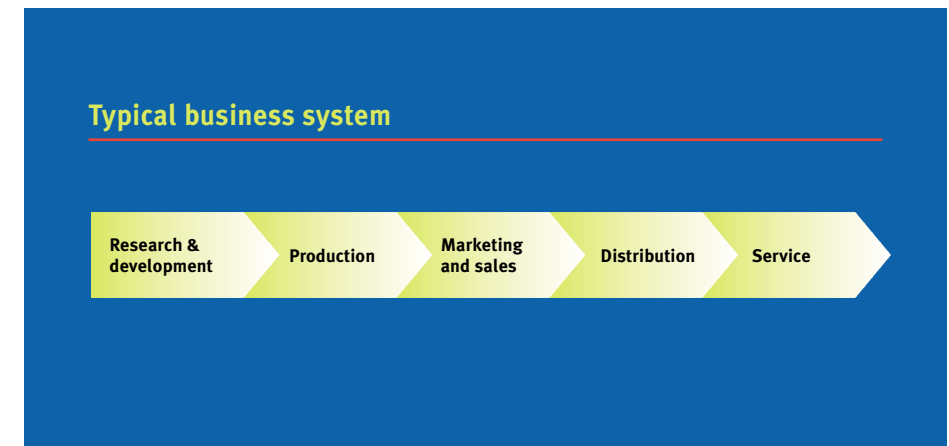 Typical business system
Research &
development
Production
Marketing
and sales
Distribution
Service